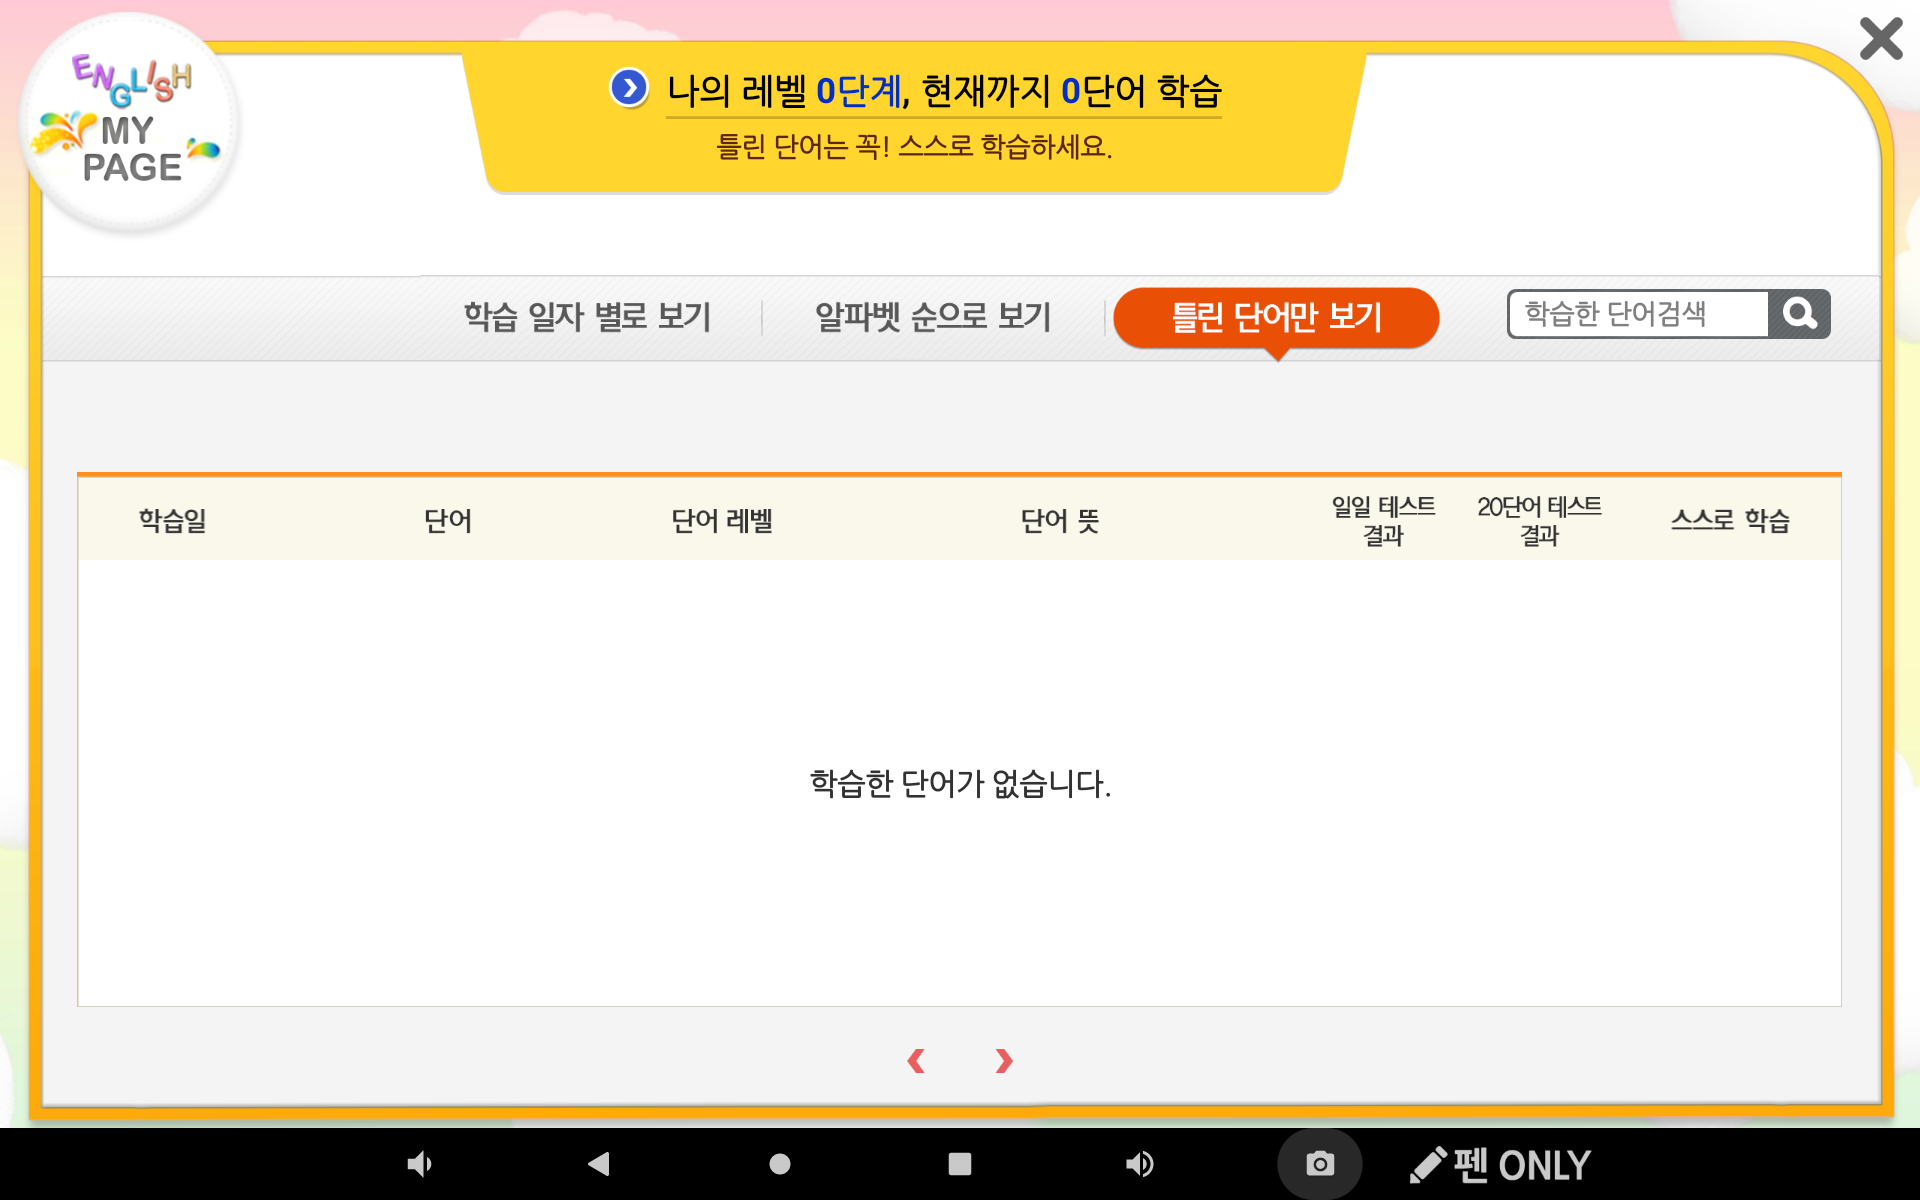 ENGLISH
MY
PAGE
나의 레벨 0단계, 현재까지 0단어 학습
틀린 단어는 꼭! 스스로 학습하세요.
학습 일자 별로 보기
알파벳 순으로 보기
틀린 단어만 보기
학습한 단어검색
학습일
단어
단어 레벨
단어 뜻
일일 테스트
결과
20단어 테스트
결과
스스로 학습
학습한 단어가 없습니다.
펜 ONLY